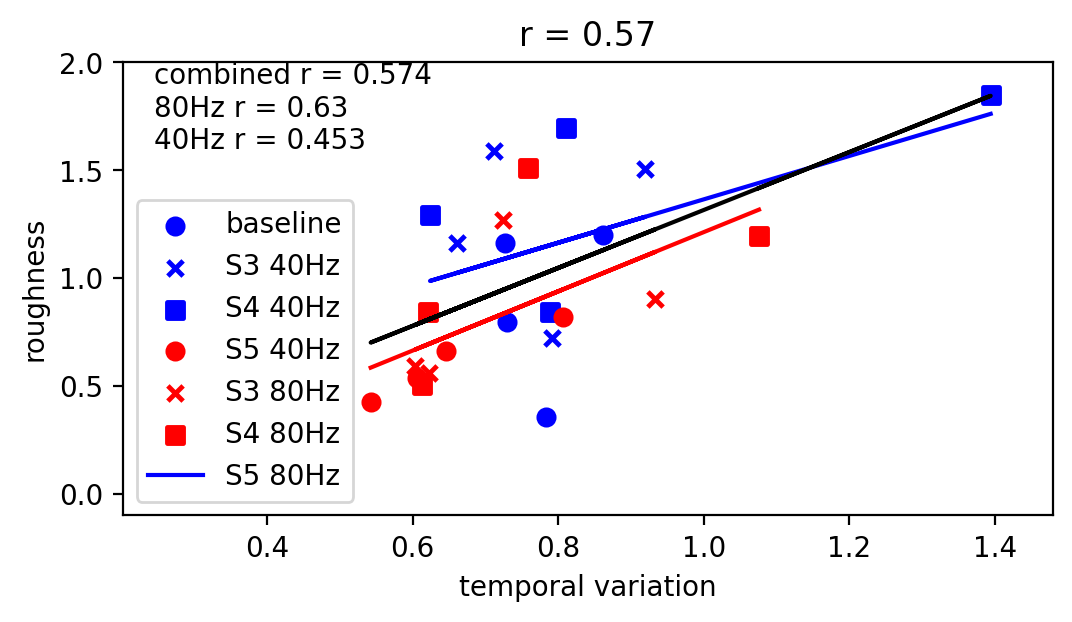 r = 0.57
combined r = 0.574
80Hz r = 0.63
40Hz r = 0.453
baseline
S3 40Hz
S4 40Hz
S5 40Hz
S3 80Hz
S4 80Hz
S5 80Hz
roughness
2.0
1.5
1.0
0.5
0.0
0.4 0.6 0.8 1.0 1.2 1.4
temporal variation